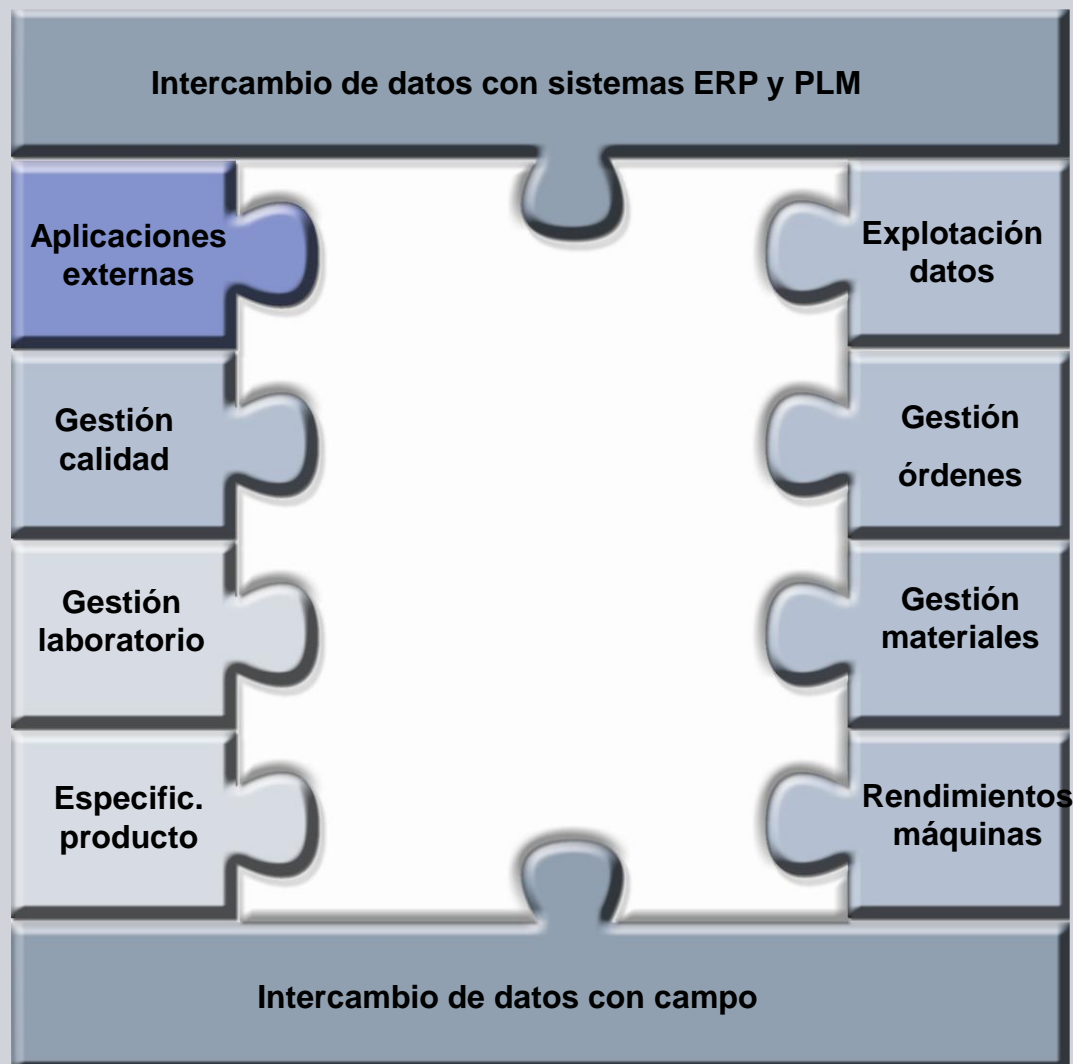 Intercambio de datos con sistemas ERP y PLM
Aplicaciones
externas
Explotación
datos
Gestión
calidad
Gestión
órdenes
Gestión
laboratorio
Gestión
materiales
Especific.
producto
Rendimientos
máquinas
Intercambio de datos con campo